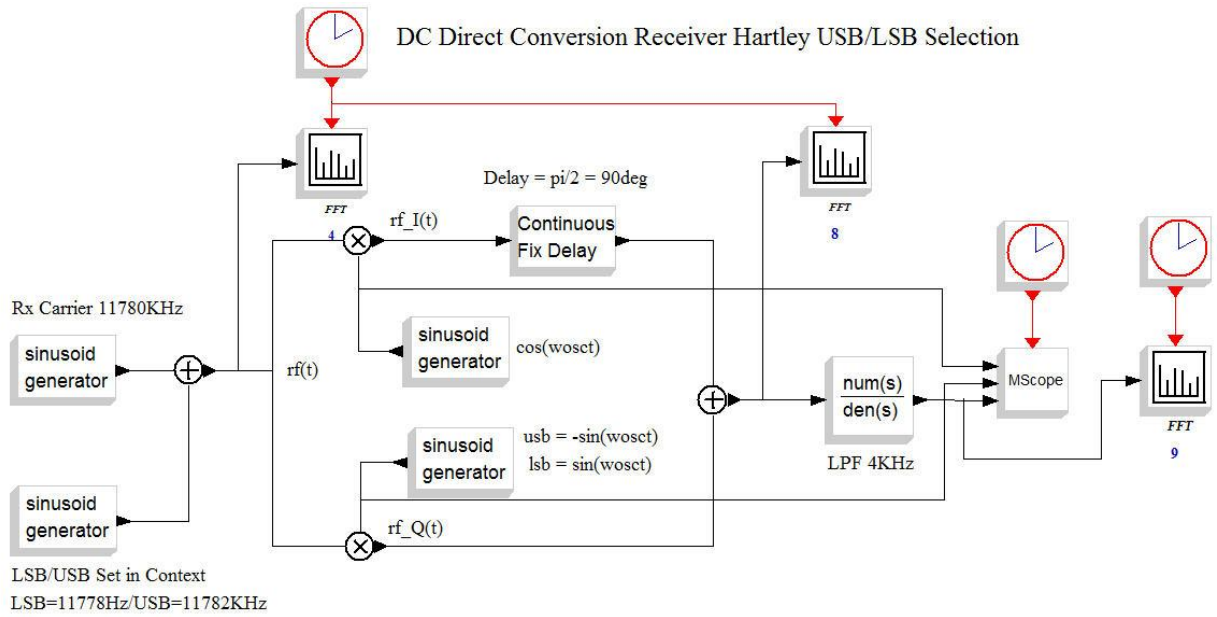 DC Direct Conversion Receiver Hartley USB/LSB Selection
Delay = pi/2 = 90deg
FFT
4
rf_I(t)
Continuous
Fix Delay
FFT
8
Rx Carrier 11780KHz
sinusoid
generator
rf(t)
sinusoid
generator
cos(wosct)
MScope
num(s)
den(s)
LPF 4KHz
FFT
9
sinusoid
generator
usb = -sin(wosct)
lsb = sin(wosct)
sinusoid
generator
rf_Q(t)
LSB/USB Set in Context
LSB=11778Hz/USB=11782KHz